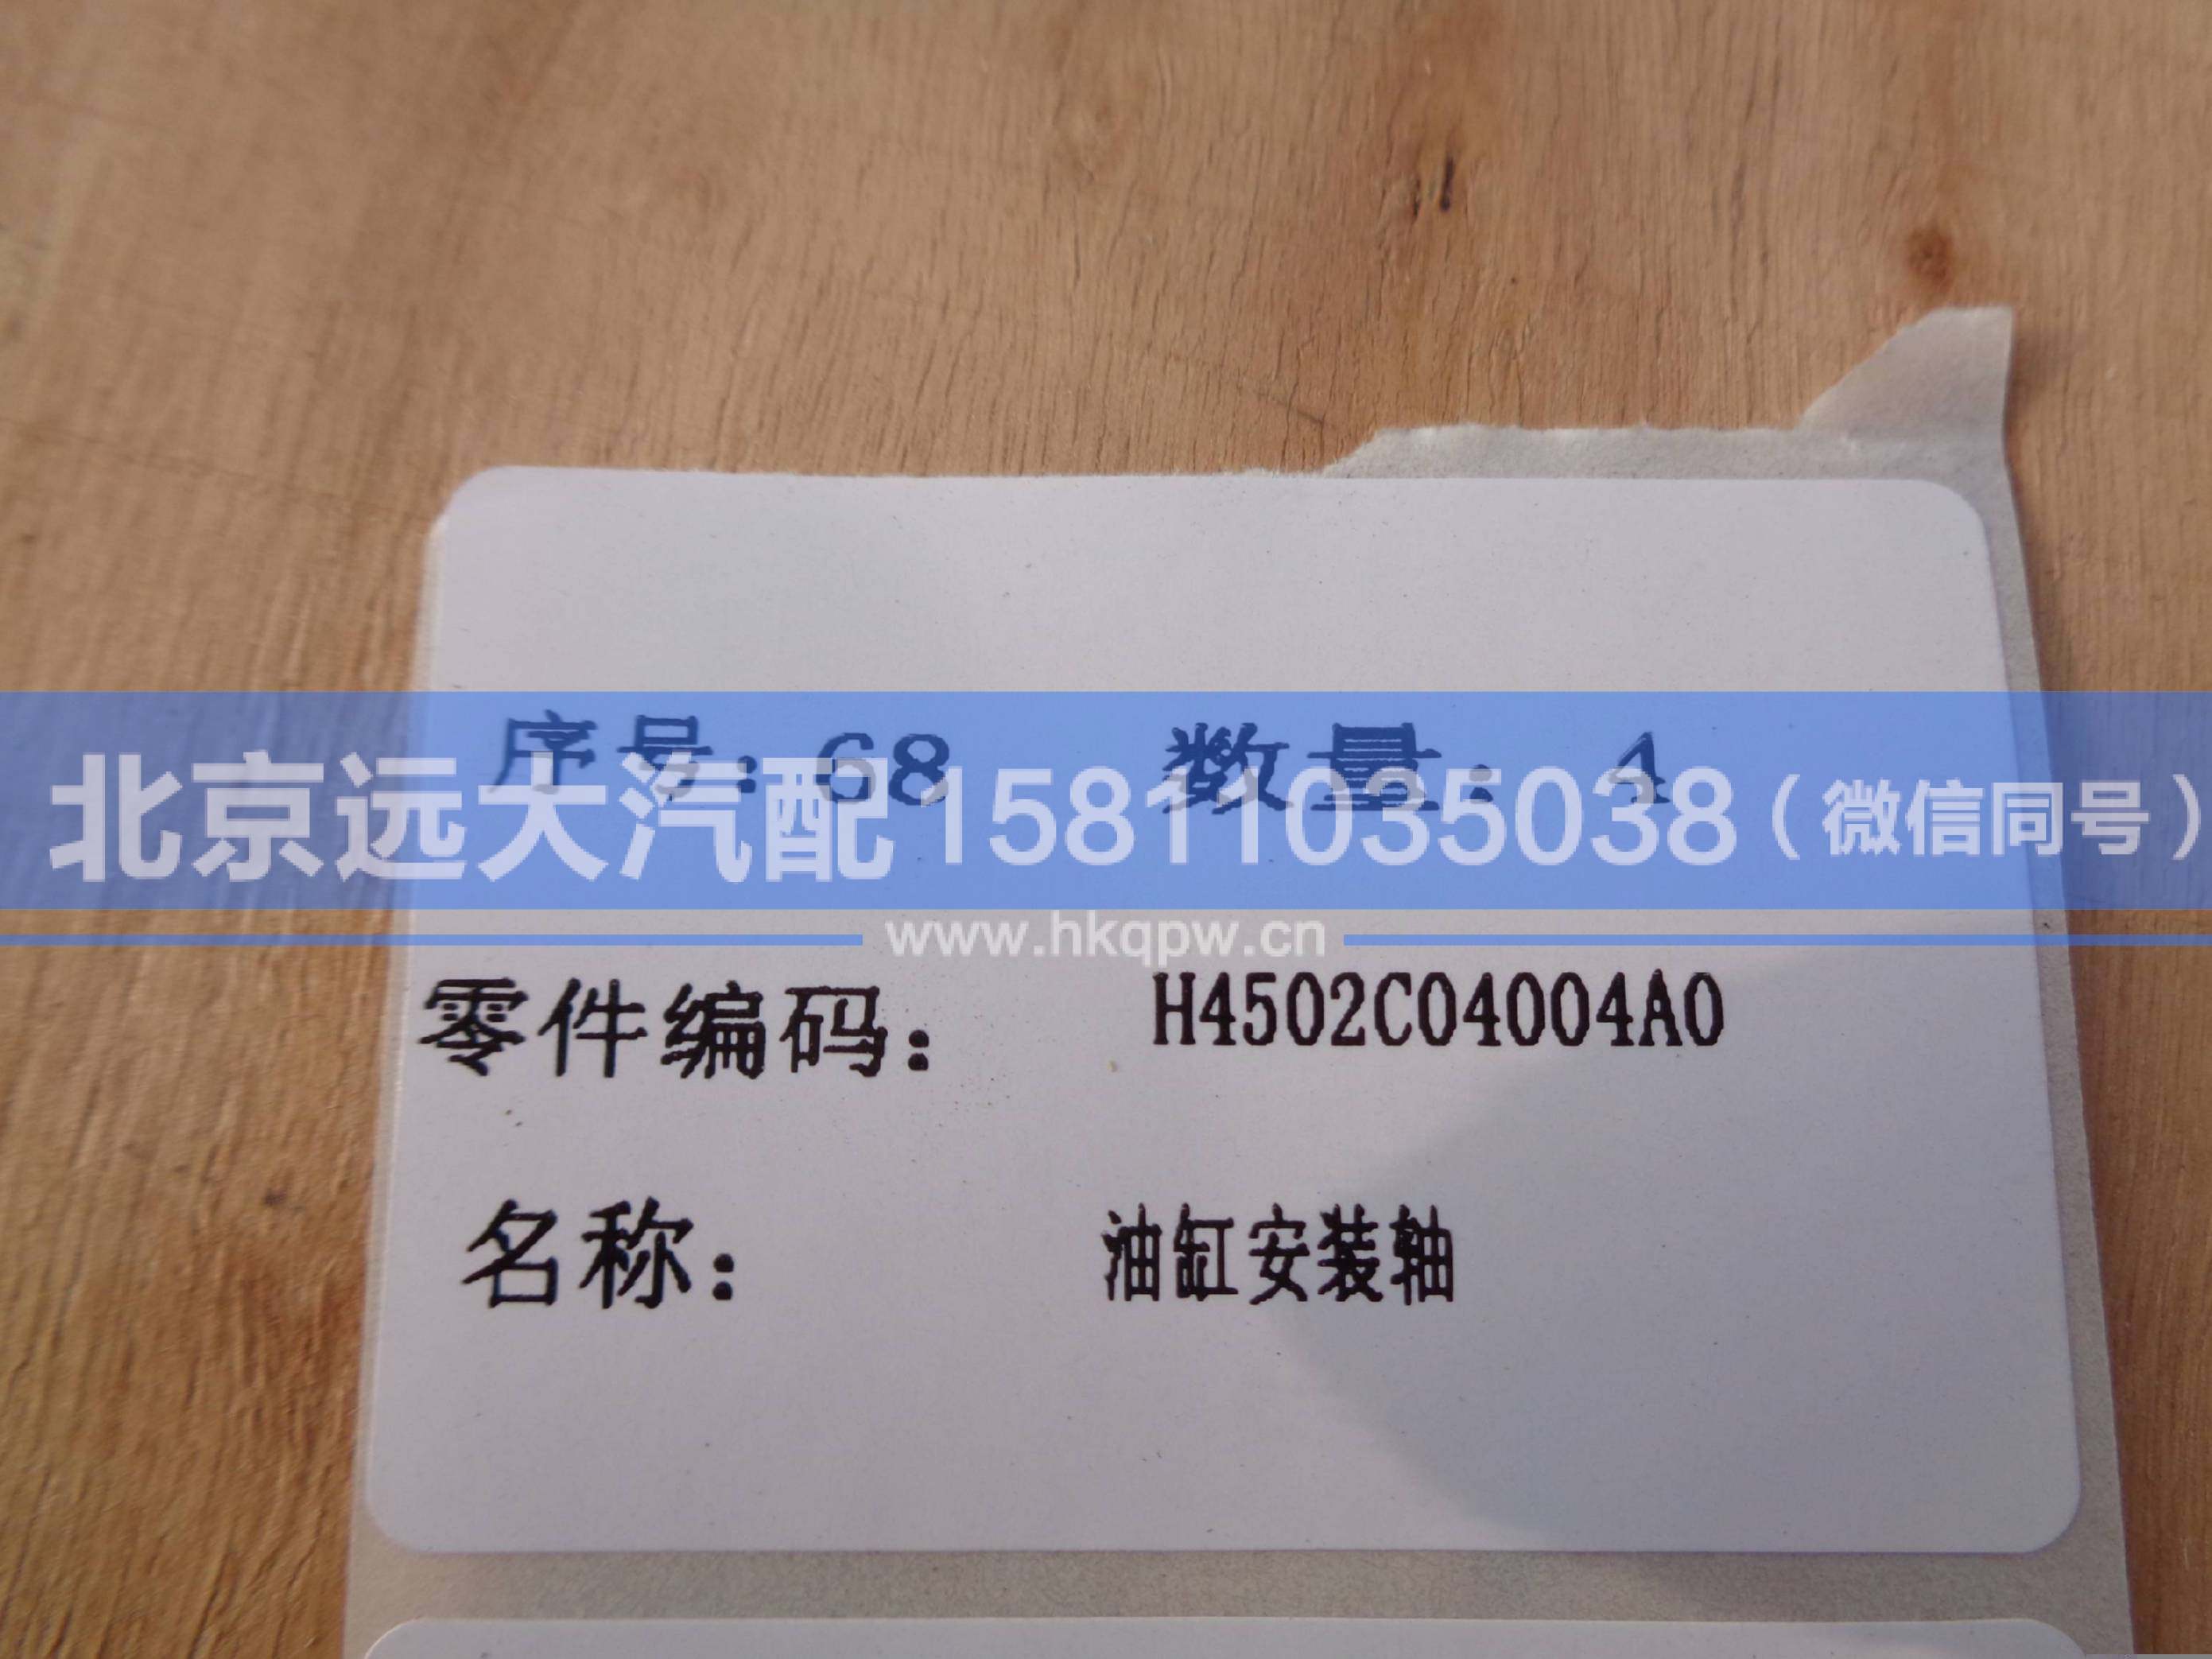 序号:68 数量: 4
北京远大汽配15811035038(微信同号)
www.hkqpw.cn
零件编码: H4502C04004A0
名称: 油缸安装轴